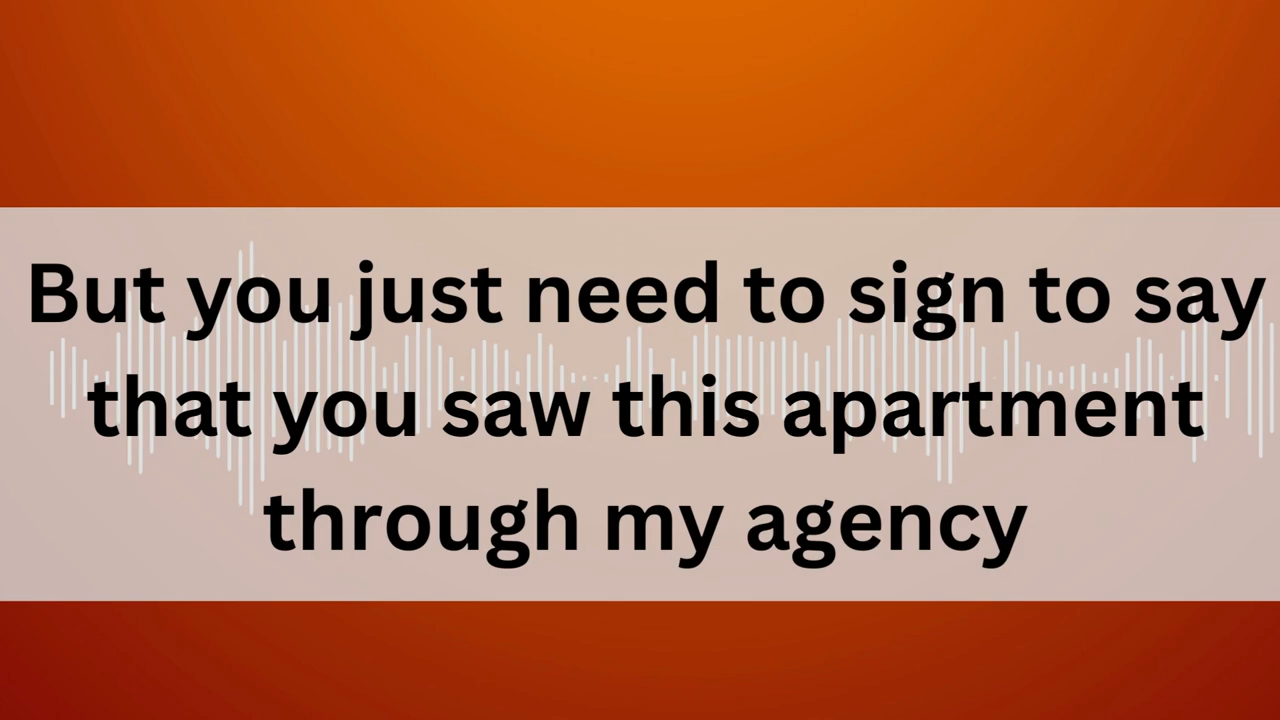 But you just need to sign to say
that you saw this apartment
through my agency